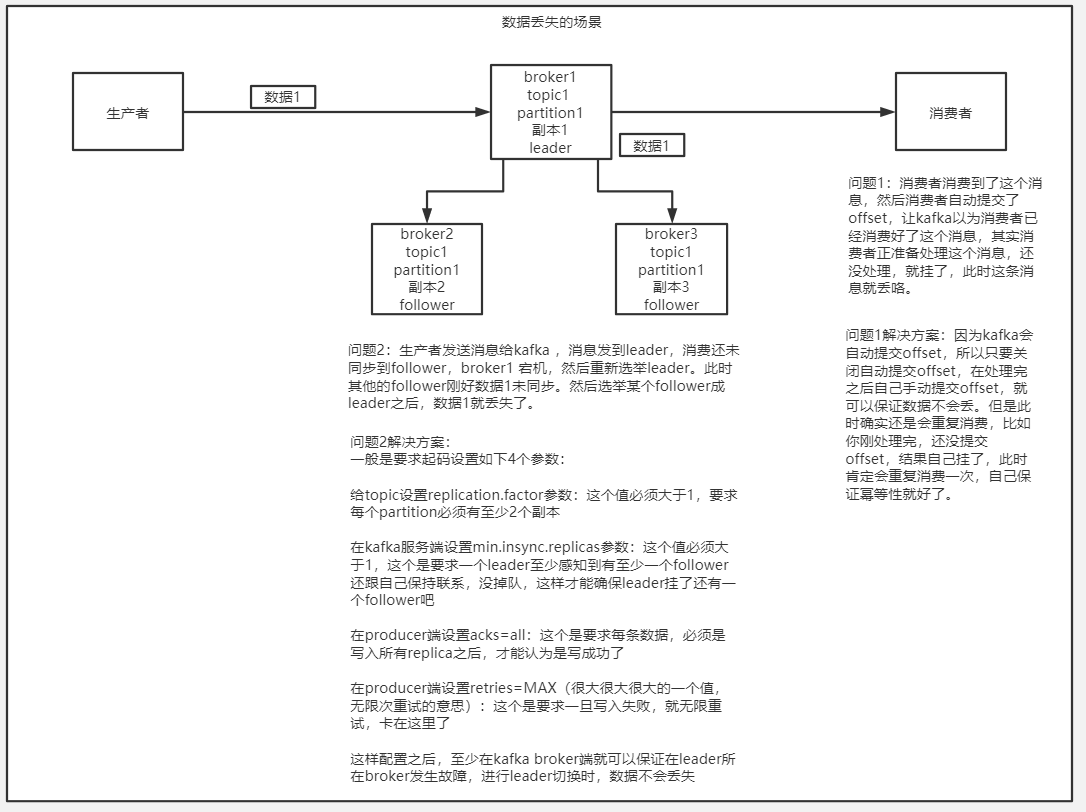 数据丢失的场景
生产者
数据1
broker1
topic1
partition1
副本1
leader
数据1
消费者
broker2
topic1
partition1
副本2
follower
broker3
topic1
partition1
副本3
follower
问题1：消费者消费到了这个消
息，然后消费者自动提交了
offset，让kafka以为消费者已
经消费好了这个消息，其实消
费者正准备处理这个消息，还
没处理，就挂了，此时这条消
息就丢咯。
问题1解决方案：因为kafka会
自动提交offset，所以只要关
闭自动提交offset，在处理完
之后自己手动提交offset，就
可以保证数据不会丢。但是此
时确实还是会重复消费，比如
你刚处理完，还没提交
offset，结果自己挂了，此时
肯定会重复消费一次，自己保
证幂等性就好了。
问题2：生产者发送消息给kafka ，消息发到leader，消费还未
同步到follower，broker1 宕机，然后重新选举leader。此时
其他的follower刚好数据1未同步。然后选举某个follower成
leader之后，数据1就丢失了。
问题2解决方案：
一般是要求起码设置如下4个参数：
给topic设置replication.factor参数：这个值必须大于1，要求
每个partition必须有至少2个副本
在kafka服务端设置min.insync.replicas参数：这个值必须大
于1，这个是要求一个leader至少感知到有至少一个follower
还跟自己保持联系，没掉队，这样才能确保leader挂了还有一
个follower吧
在producer端设置acks=all：这个是要求每条数据，必须是
写入所有replica之后，才能认为是写成功了
在producer端设置retries=MAX（很大很大很大的一个值，
无限次重试的意思）：这个是要求一旦写入失败，就无限重
试，卡在这里了
这样配置之后，至少在kafka broker端就可以保证在leader所
在broker发生故障，进行leader切换时，数据不会丢失